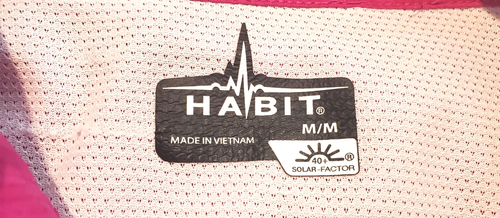 HABIT®
M/M
MADE IN VIETNAM
40+ ®
SOLAR-FACTOR